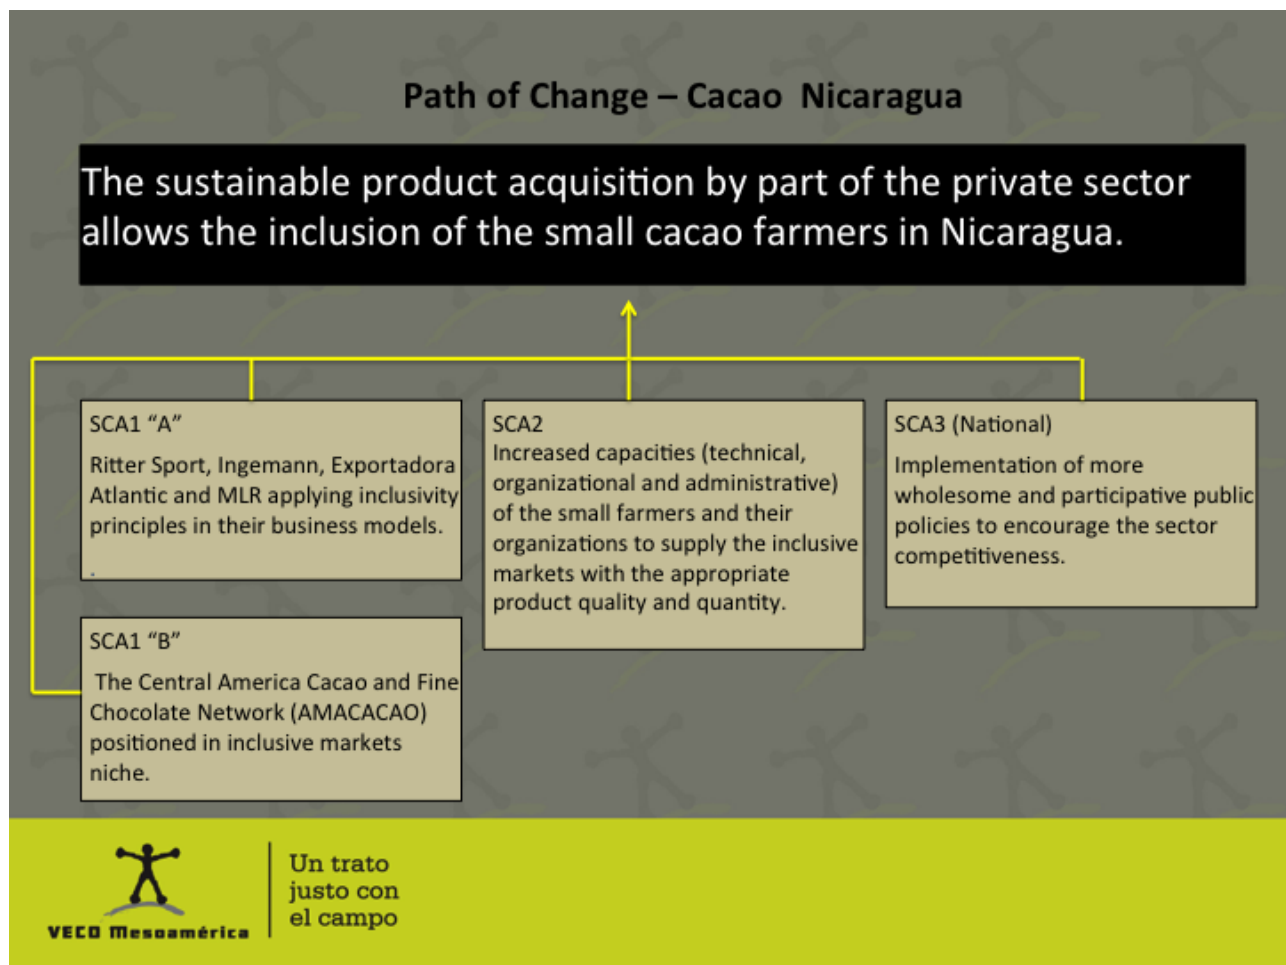 Path of Change – Cacao Nicaragua
The sustainable product acquisition by part of the private sector
allows the inclusion of the small cacao farmers in Nicaragua.
SCA1 “A”
Ritter Sport, Ingemann, Exportadora
Atlantic and MLR applying inclusivity
principles in their business models.
.
SCA1 “B”
The Central America Cacao and Fine
Chocolate Network (AMACACAO)
positioned in inclusive markets
niche.
SCA2
Increased capacities (technical,
organizational and administrative)
of the small farmers and their
organizations to supply the inclusive
markets with the appropriate
product quality and quantity.
SCA3 (National)
Implementation of more
wholesome and participative public
policies to encourage the sector
competitiveness.
VECO Mesoamérica
Un trato
justo con
el campo